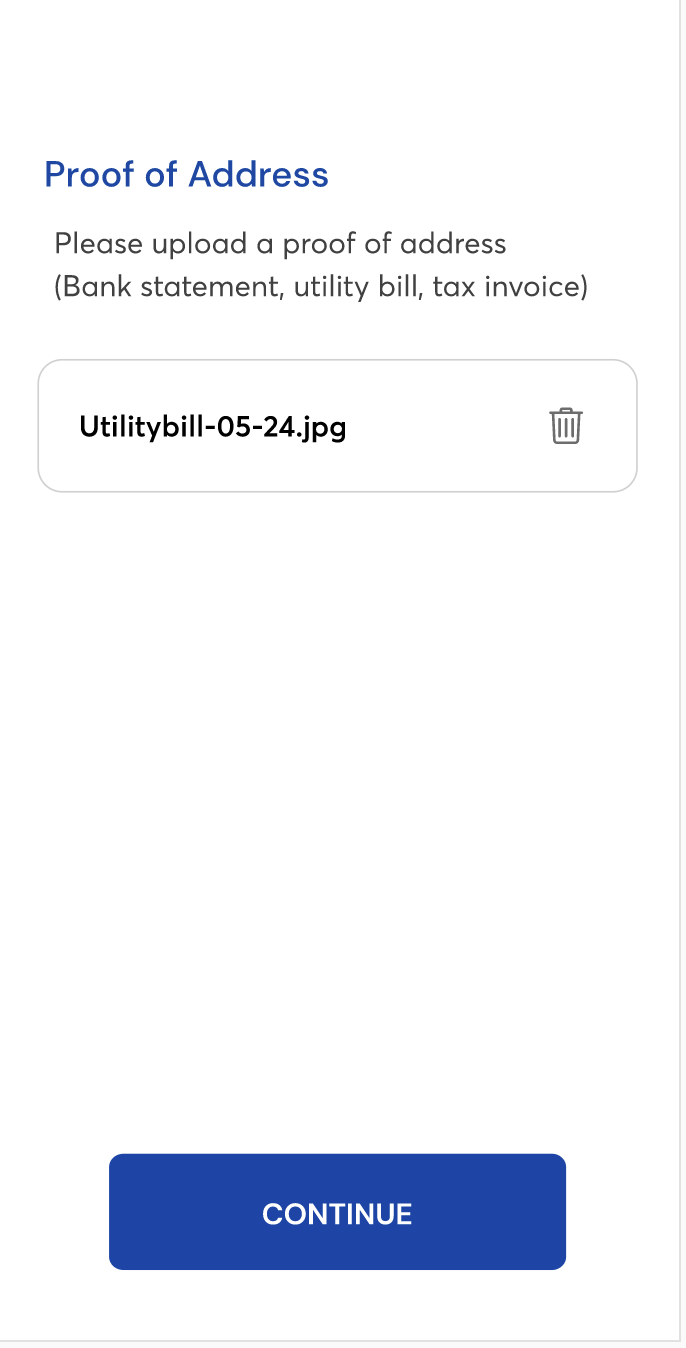 Proof of Address
Please upload a proof of address
(Bank statement, utility bill, tax invoice)
Utilitybill-05-24.jpg
CONTINUE